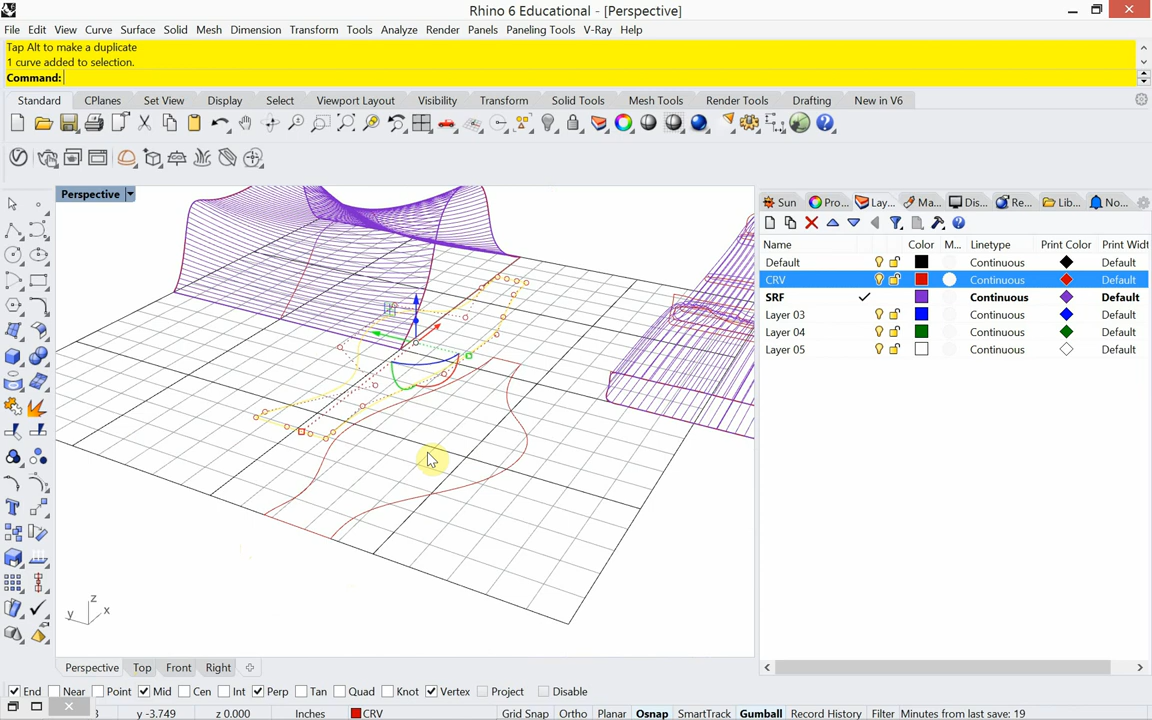 Rhino 6 Educational - [Perspective]
File Edit View Curve Surface Solid Mesh Dimension Transform Tools Analyze Render Panels Paneling Tools V-Ray Help
Tap Alt to make a duplicate
1 curve added to selection.
Command:
Standard CPlanes Set View Display Select Viewport Layout Visibility Transform Solid Tools Mesh Tools Render Tools Drafting New in V6
Perspective
Sun Pro... Lay... Ma... Dis... Re... Lib... No...
Name Color M... Linetype Print Color Print Widt
Default Continuous Default
CRV Continuous Default
SRF Continuous Default
Layer 03 Continuous Default
Layer 04 Continuous Default
Layer 05 Continuous Default
z
y x
Perspective Top Front Right
End Near Point Mid Cen Int Perp Tan Quad Knot Vertex Project Disable
3 y -3.749 z 0.000 Inches CRV Grid Snap Ortho Planar Osnap SmartTrack Gumball Record History Filter Minutes from last save: 19